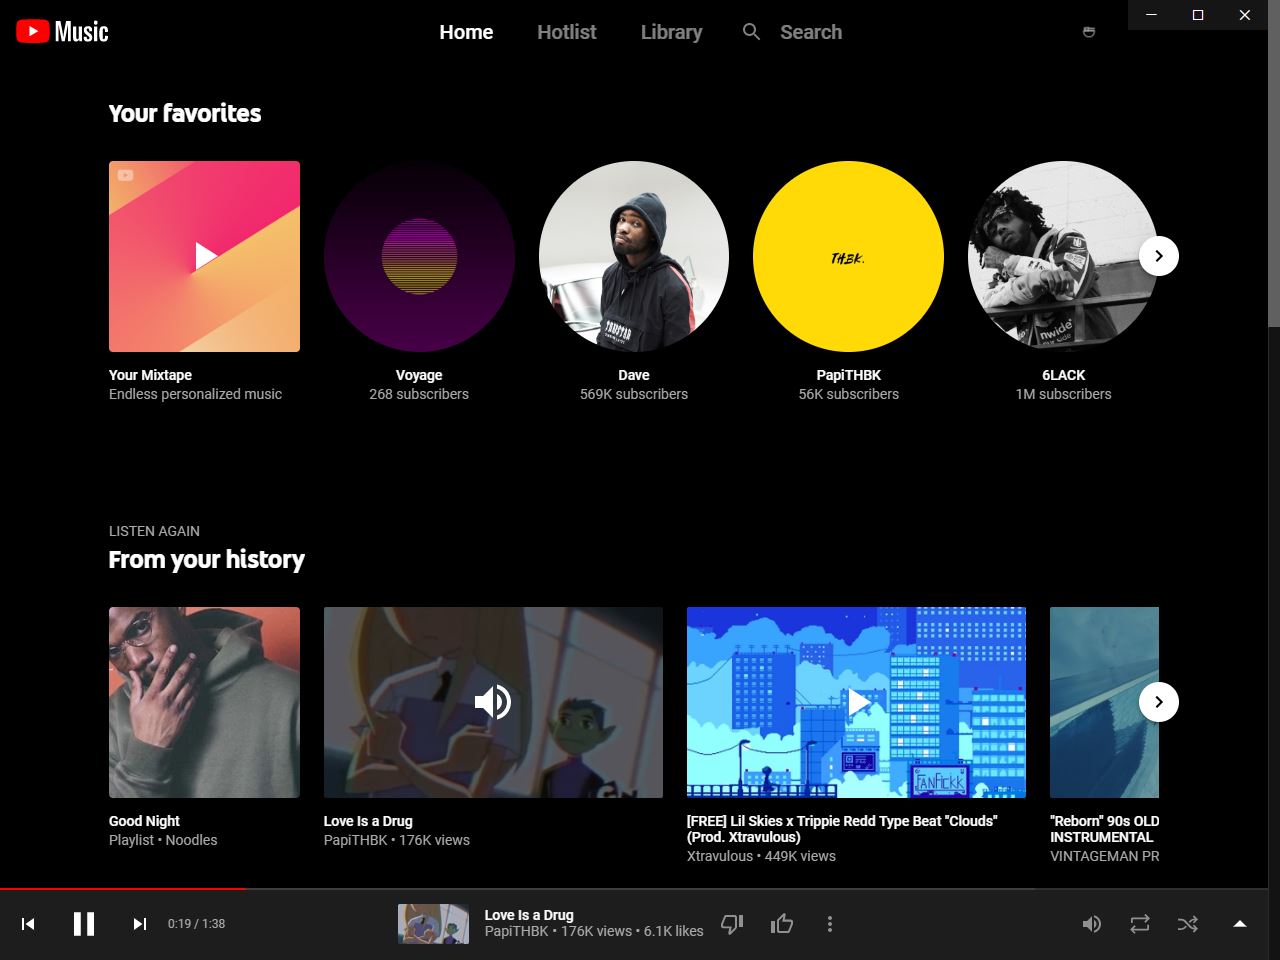 Music
Home
Hotlist
Library
Search
Your favorites
THBK.
nwide
Your Mixtape
Endless personalized music
Voyage
268 subscribers
Dave
569K subscribers
PapiTHBK
56K subscribers
6LACK
1M subscribers
LISTEN AGAIN
From your history
FANFICKK
Good Night
Playlist • Noodles
Love Is a Drug
PapiTHBK • 176K views
[FREE] Lil Skies x Trippie Redd Type Beat "Clouds"
(Prod. Xtravulous)
Xtravulous • 449K views
"Reborn" 90s OLD
INSTRUMENTAL
VINTAGEMAN PR
0:19 / 1:38
Love Is a Drug
PapiTHBK • 176K views • 6.1K likes